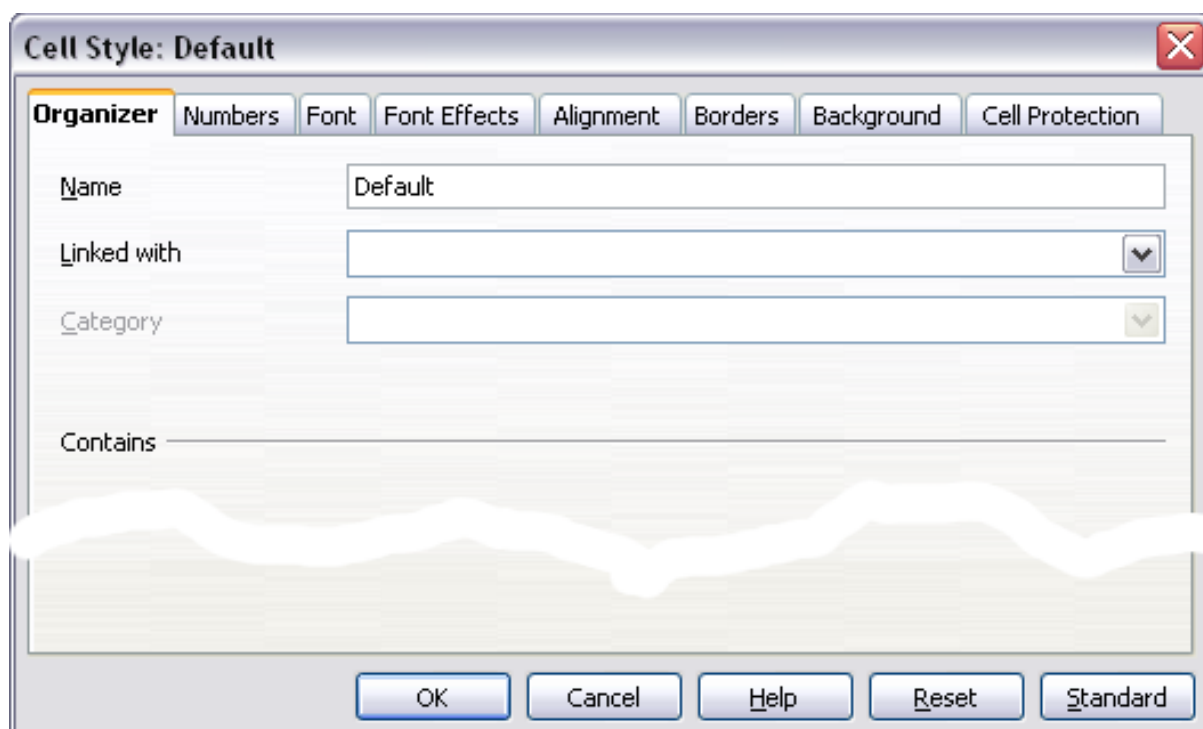 Cell Style: Default
Organizer Numbers Font Font Effects Alignment Borders Background Cell Protection
Name Default
Linked with
Category
Contains
OK Cancel Help Reset Standard